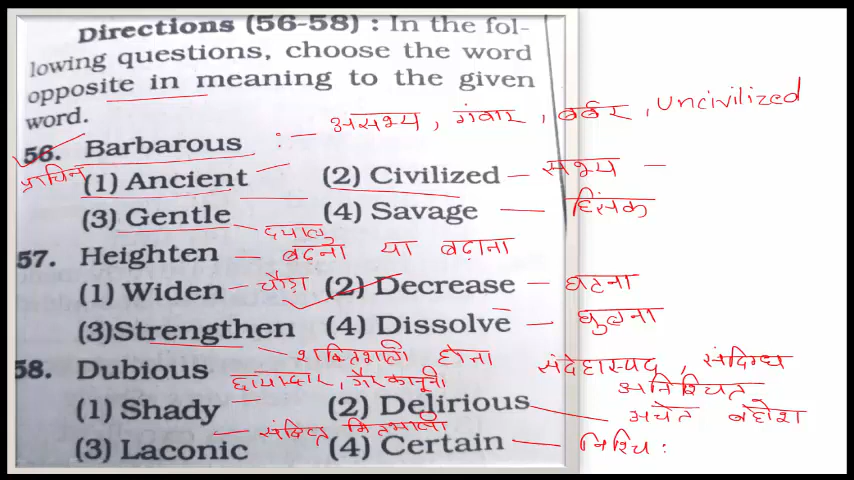 Directions (56-58) : In the fol-
lowing questions, choose the word
opposite in meaning to the given
word.
56. Barbarous :- असभ्य, गंवार, बर्बर, Uncivilized
(1) Ancient प्राचिन (2) Civilized – सभ्य –
(3) Gentle – दयालु (4) Savage – हिंसक
57. Heighten – बढ़ना या बढ़ाना
(1) Widen – चौड़ा (2) Decrease – घटना
(3)Strengthen (4) Dissolve – घुलना
शक्तिशाली होना
58. Dubious संदेहास्पद, संदिग्ध
छायादार, गैर कानूनी अनिश्चित
(1) Shady (2) Delirious – अचेत बेहोश
(3) Laconic – संक्षिप्त मितभाषी (4) Certain – निश्चि: